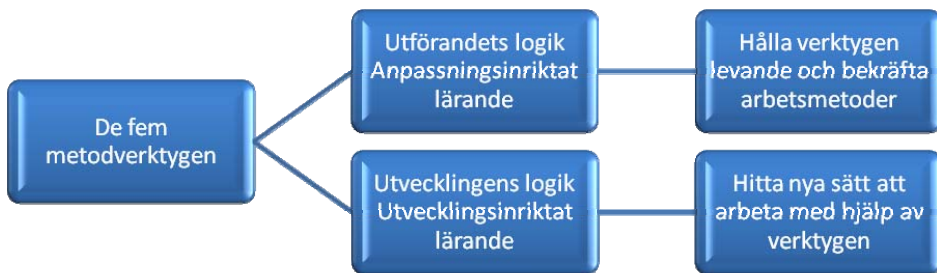 De fem
metodverktygen
Utförandets logik
Anpassningsinriktat
lärande
Hålla verktygen
levande och bekräfta
arbetsmetoder
Utvecklingens logik
Utvecklingsinriktat
lärande
Hitta nya sätt att
arbeta med hjälp av
verktygen